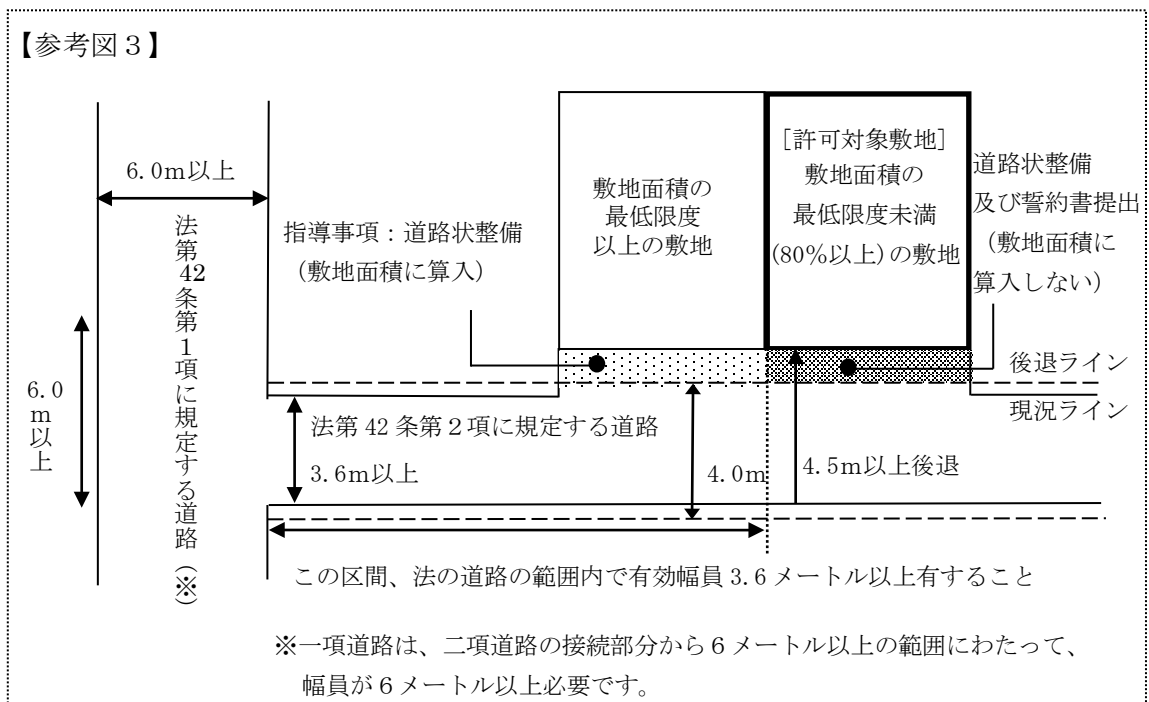 【参考図３】
6.0m以上
法第42条第１項に規定する道路（※）
6.0m以上
指導事項：道路状整備
（敷地面積に算入）
敷地面積の
最低限度
以上の敷地
［許可対象敷地］
敷地面積の
最低限度未満
(80%以上)の敷地
道路状整備
及び誓約書提出
（敷地面積に
算入しない）
後退ライン
現況ライン
法第 42 条第２項に規定する道路
3.6m以上
4.0m
4.5m以上後退
この区間、法の道路の範囲内で有効幅員 3.6 メートル以上有すること
※一項道路は、二項道路の接続部分から６メートル以上の範囲にわたって、
幅員が６メートル以上必要です。